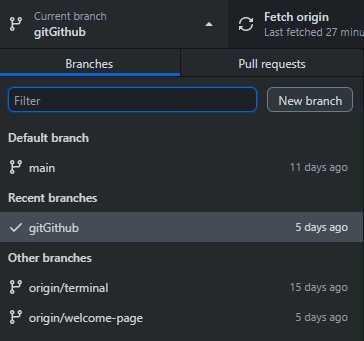 Current branch
gitGithub
Fetch origin
Last fetched 27 minu
Branches
Pull requests
Filter
New branch
Default branch
main 11 days ago
Recent branches
gitGithub 5 days ago
Other branches
origin/terminal 15 days ago
origin/welcome-page 5 days ago